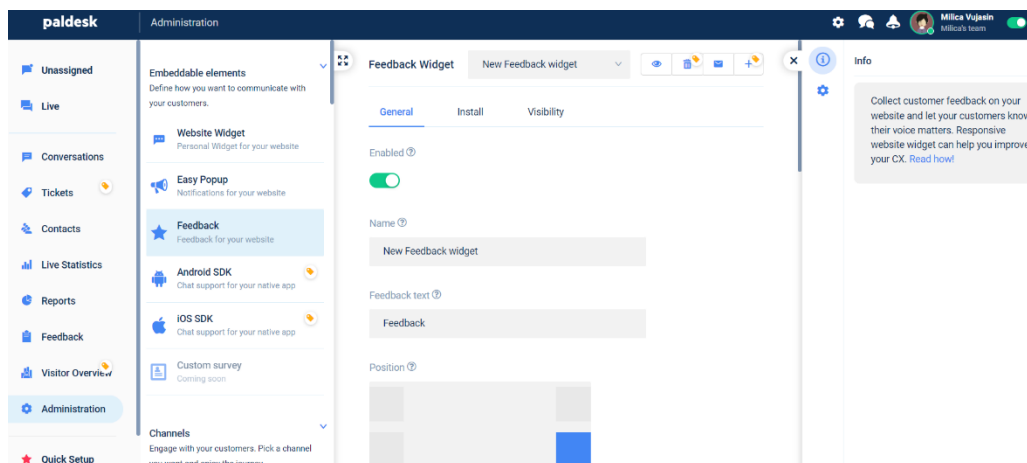 paldesk
Administration
Milica Vujasin
Milica's team
Unassigned
Live
Conversations
Tickets
Contacts
Live Statistics
Reports
Feedback
Visitor Overview
Administration
Quick Setup
Embeddable elements
Define how you want to communicate with
your customers.
Website Widget
Personal Widget for your website
Easy Popup
Notifications for your website
Feedback
Feedback for your website
Android SDK
Chat support for your native app
iOS SDK
Chat support for your native app
Custom survey
Coming soon
Channels
Engage with your customers. Pick a channel
you want and enjoy the journey
Feedback Widget
New Feedback widget
General Install Visibility
Enabled
Name
New Feedback widget
Feedback text
Feedback
Position
Info
Collect customer feedback on your
website and let your customers know
their voice matters. Responsive
website widget can help you improve
your CX. Read how!